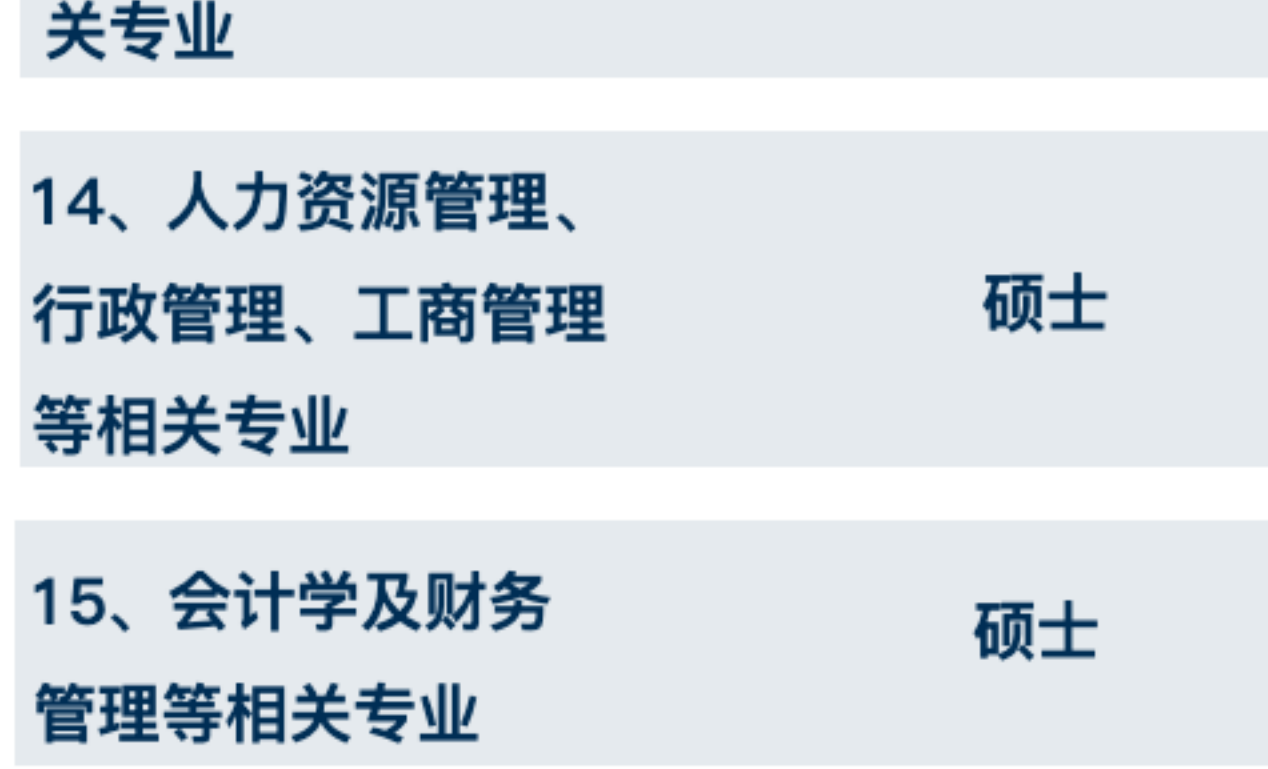 关专业
14、人力资源管理、
行政管理、工商管理
硕士
等相关专业
15、会计学及财务
硕士
管理等相关专业